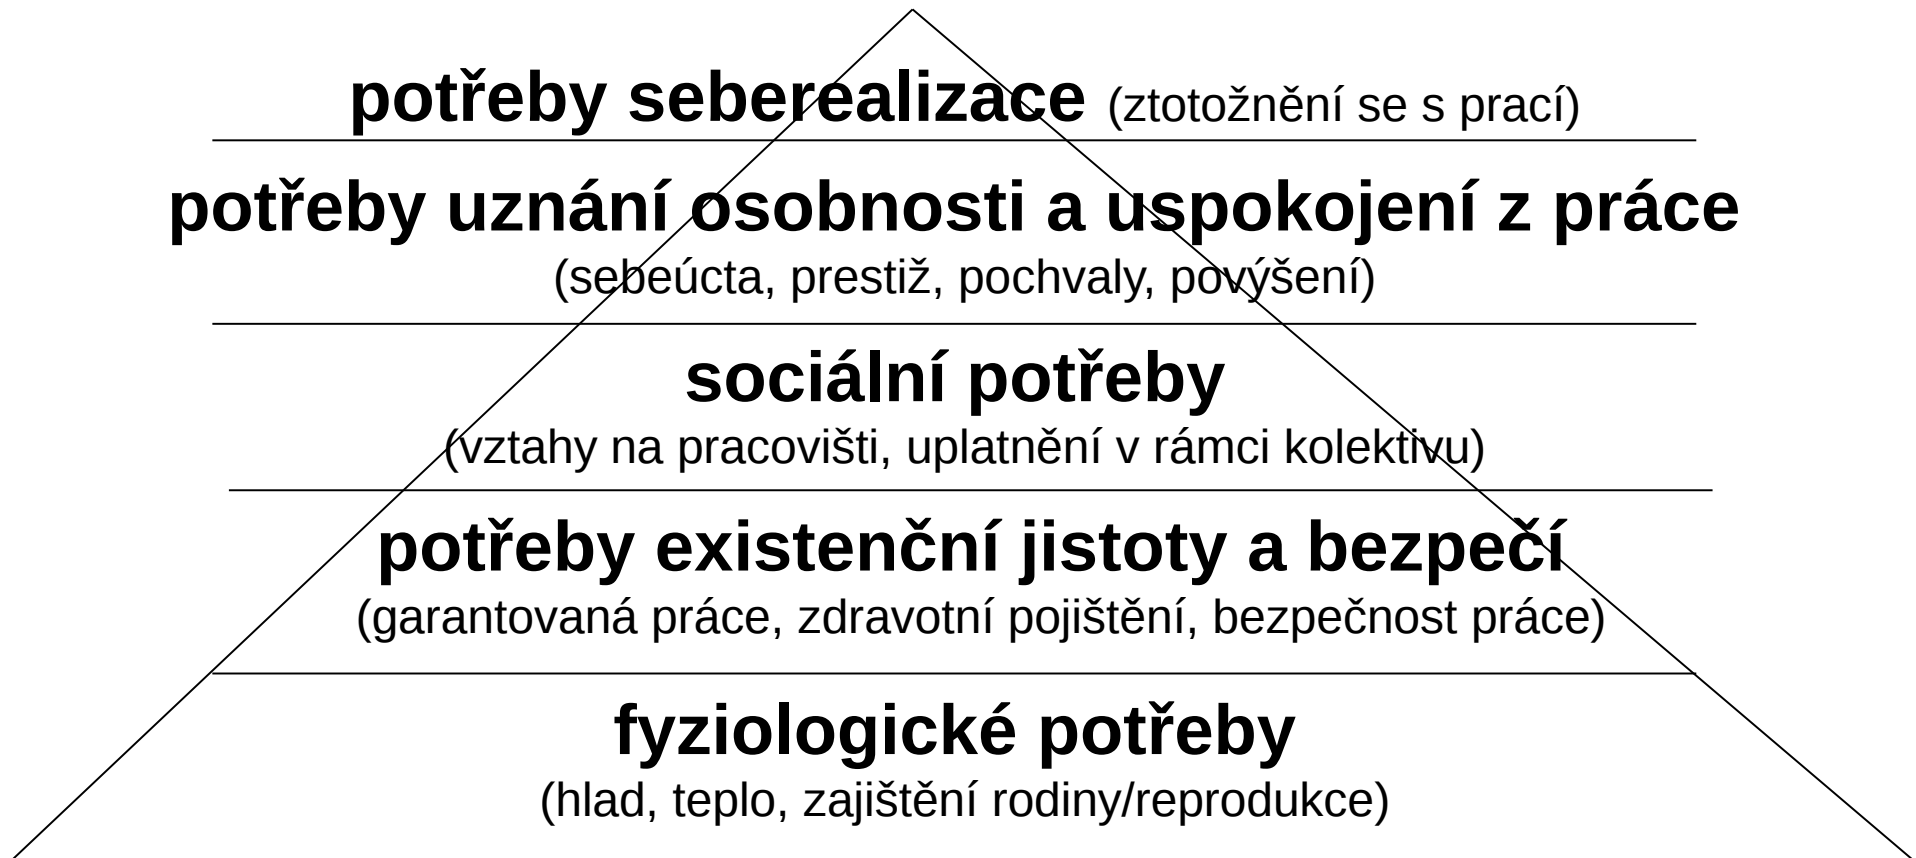 potřeby seberealizace (ztotožnění se s prací)
potřeby uznání osobnosti a uspokojení z práce
(sebeúcta, prestiž, pochvaly, povýšení)
sociální potřeby
(vztahy na pracovišti, uplatnění v rámci kolektivu)
potřeby existenční jistoty a bezpečí
(garantovaná práce, zdravotní pojištění, bezpečnost práce)
fyziologické potřeby
(hlad, teplo, zajištění rodiny/reprodukce)